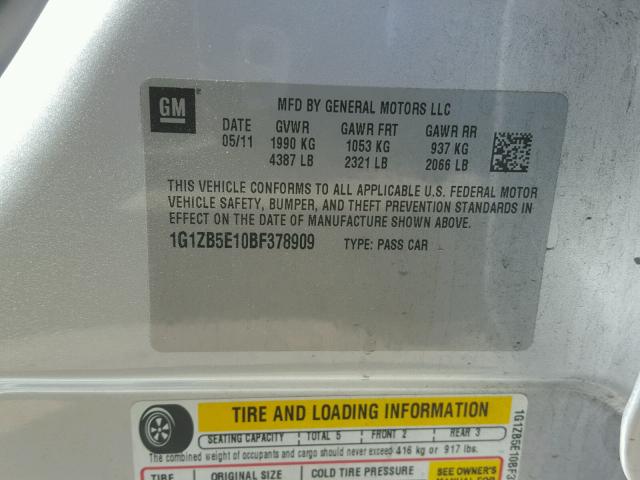 GM
MFD BY GENERAL MOTORS LLC
DATE GVWR GAWR FRT GAWR RR
05/11 1990 KG 1053 KG 937 KG
4387 LB 2321 LB 2066 LB
THIS VEHICLE CONFORMS TO ALL APPLICABLE U.S. FEDERAL MOTOR
VEHICLE SAFETY, BUMPER, AND THEFT PREVENTION STANDARDS IN
EFFECT ON THE DATE OF MANUFACTURE SHOWN ABOVE.
1G1ZB5E10BF378909 TYPE: PASS CAR
TIRE AND LOADING INFORMATION
SEATING CAPACITY TOTAL 5 FRONT 2 REAR 3
The combined weight of occupants and cargo should never exceed 416 kg or 917 lbs.
TIRE ORIGINAL SIZE COLD TIRE PRESSURE
SEE OWNER'S
MANUAL FOR
1G1ZB5E10BF3